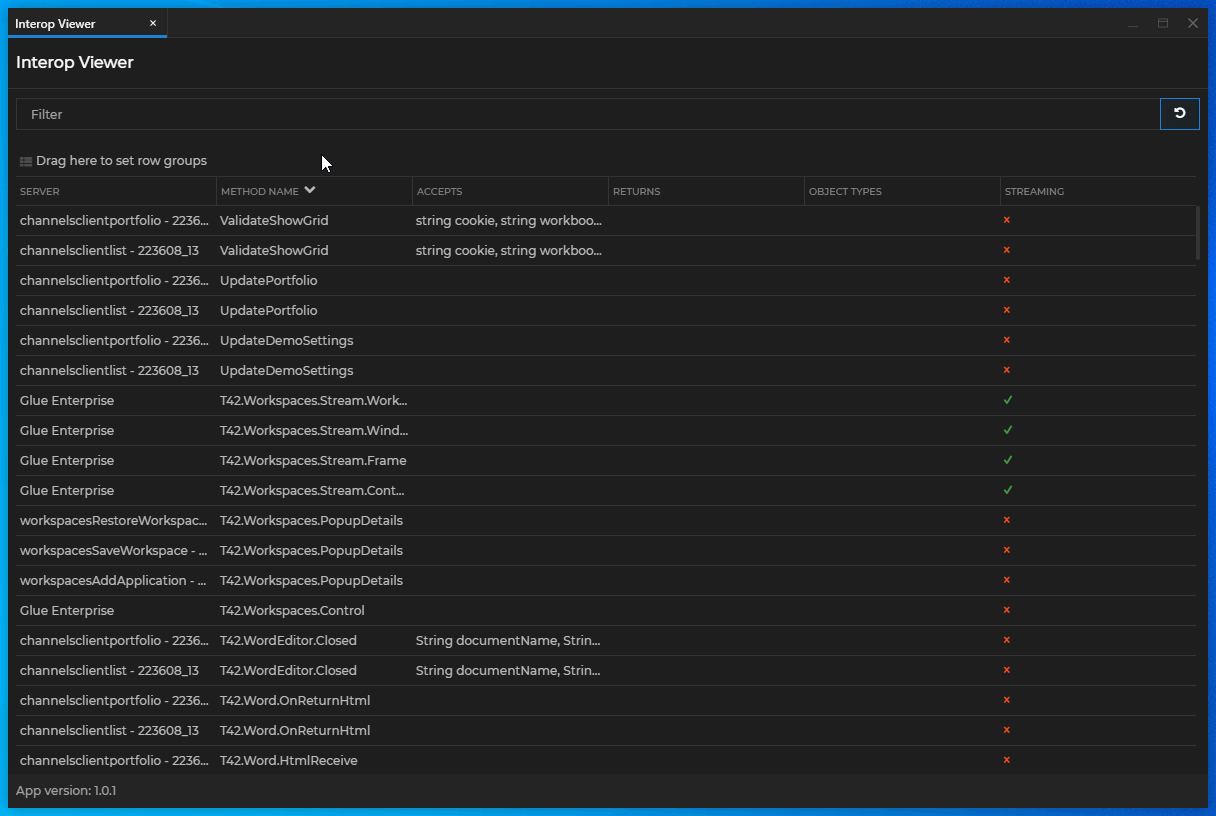 Interop Viewer ×
Interop Viewer
Filter
Drag here to set row groups
SERVER METHOD NAME ACCEPTS RETURNS OBJECT TYPES STREAMING
channelsclientportfolio - 2236... ValidateShowGrid string cookie, string workboo... ×
channelsclientlist - 223608_13 ValidateShowGrid string cookie, string workboo... ×
channelsclientportfolio - 2236... UpdatePortfolio ×
channelsclientlist - 223608_13 UpdatePortfolio ×
channelsclientportfolio - 2236... UpdateDemoSettings ×
channelsclientlist - 223608_13 UpdateDemoSettings ×
Glue Enterprise T42.Workspaces.Stream.Work... ✓
Glue Enterprise T42.Workspaces.Stream.Wind... ✓
Glue Enterprise T42.Workspaces.Stream.Frame ✓
Glue Enterprise T42.Workspaces.Stream.Cont... ✓
workspacesRestoreWorkspac... T42.Workspaces.PopupDetails ×
workspacesSaveWorkspace - ... T42.Workspaces.PopupDetails ×
workspacesAddApplication - ... T42.Workspaces.PopupDetails ×
Glue Enterprise T42.Workspaces.Control ×
channelsclientportfolio - 2236... T42.WordEditor.Closed String documentName, Strin... ×
channelsclientlist - 223608_13 T42.WordEditor.Closed String documentName, Strin... ×
channelsclientportfolio - 2236... T42.Word.OnReturnHtml ×
channelsclientlist - 223608_13 T42.Word.OnReturnHtml ×
channelsclientportfolio - 2236... T42.Word.HtmlReceive ×
App version: 1.0.1